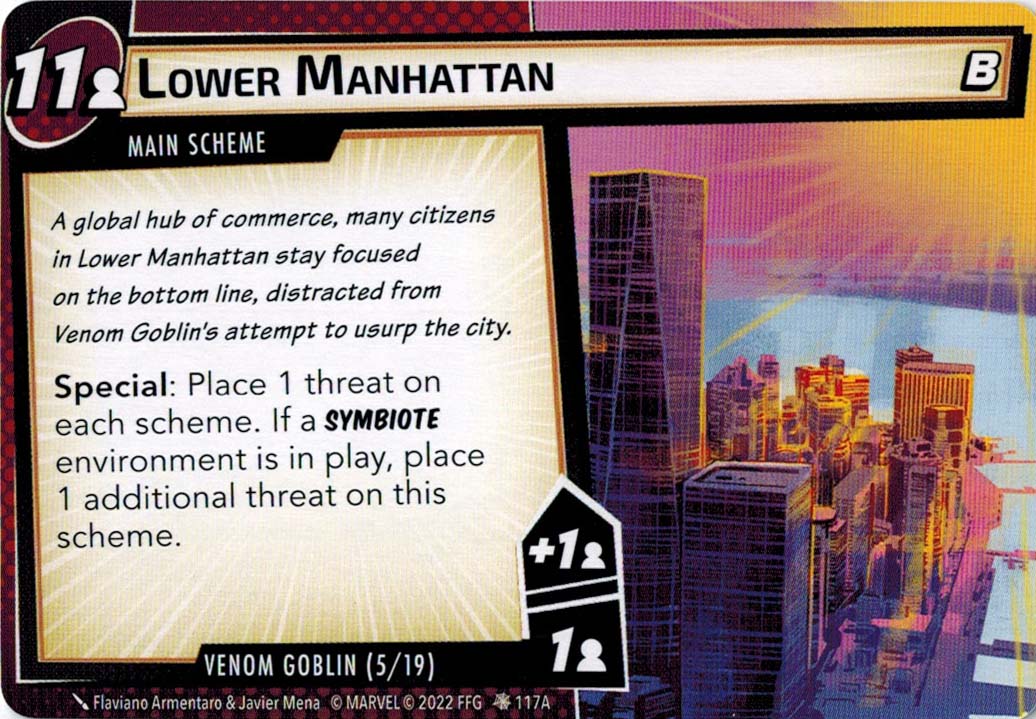 11 LOWER MANHATTAN B
MAIN SCHEME
A global hub of commerce, many citizens
in Lower Manhattan stay focused
on the bottom line, distracted from
Venom Goblin's attempt to usurp the city.
Special: Place 1 threat on
each scheme. If a SYMBIOTE
environment is in play, place
1 additional threat on this
scheme.
+1
1
VENOM GOBLIN (5/19)
Flaviano Armentaro & Javier Mena © MARVEL © 2022 FFG 117A